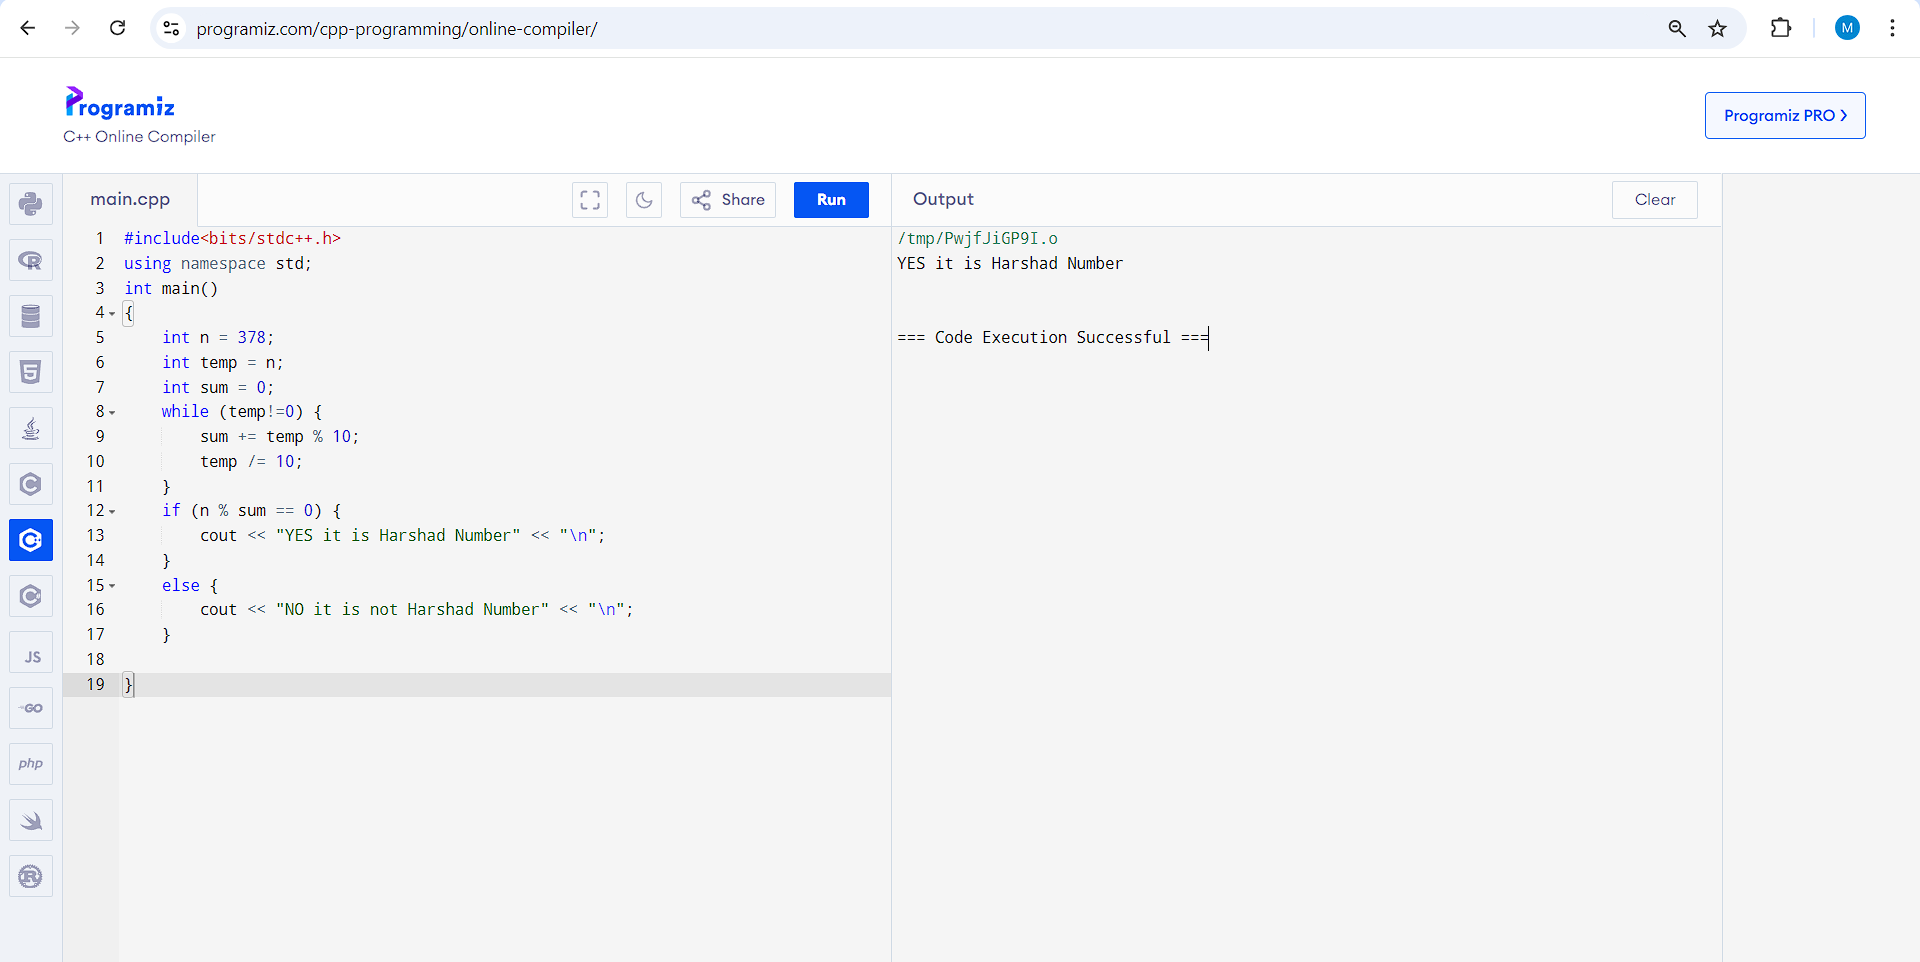 programiz.com/cpp-programming/online-compiler/
M
Programiz
C++ Online Compiler
Programiz PRO ❯
main.cpp
Share
Run
Output
Clear
1 #include<bits/stdc++.h>
2 using namespace std;
3 int main()
4 {
5     int n = 378;
6     int temp = n;
7     int sum = 0;
8     while (temp!=0) {
9         sum += temp % 10;
10         temp /= 10;
11     }
12     if (n % sum == 0) {
13         cout << "YES it is Harshad Number" << "\n";
14     }
15     else {
16         cout << "NO it is not Harshad Number" << "\n";
17     }
18
19 }
/tmp/PwjfJiGP9I.o
YES it is Harshad Number
=== Code Execution Successful ===
R
5
C
C
C
JS
GO
php
R